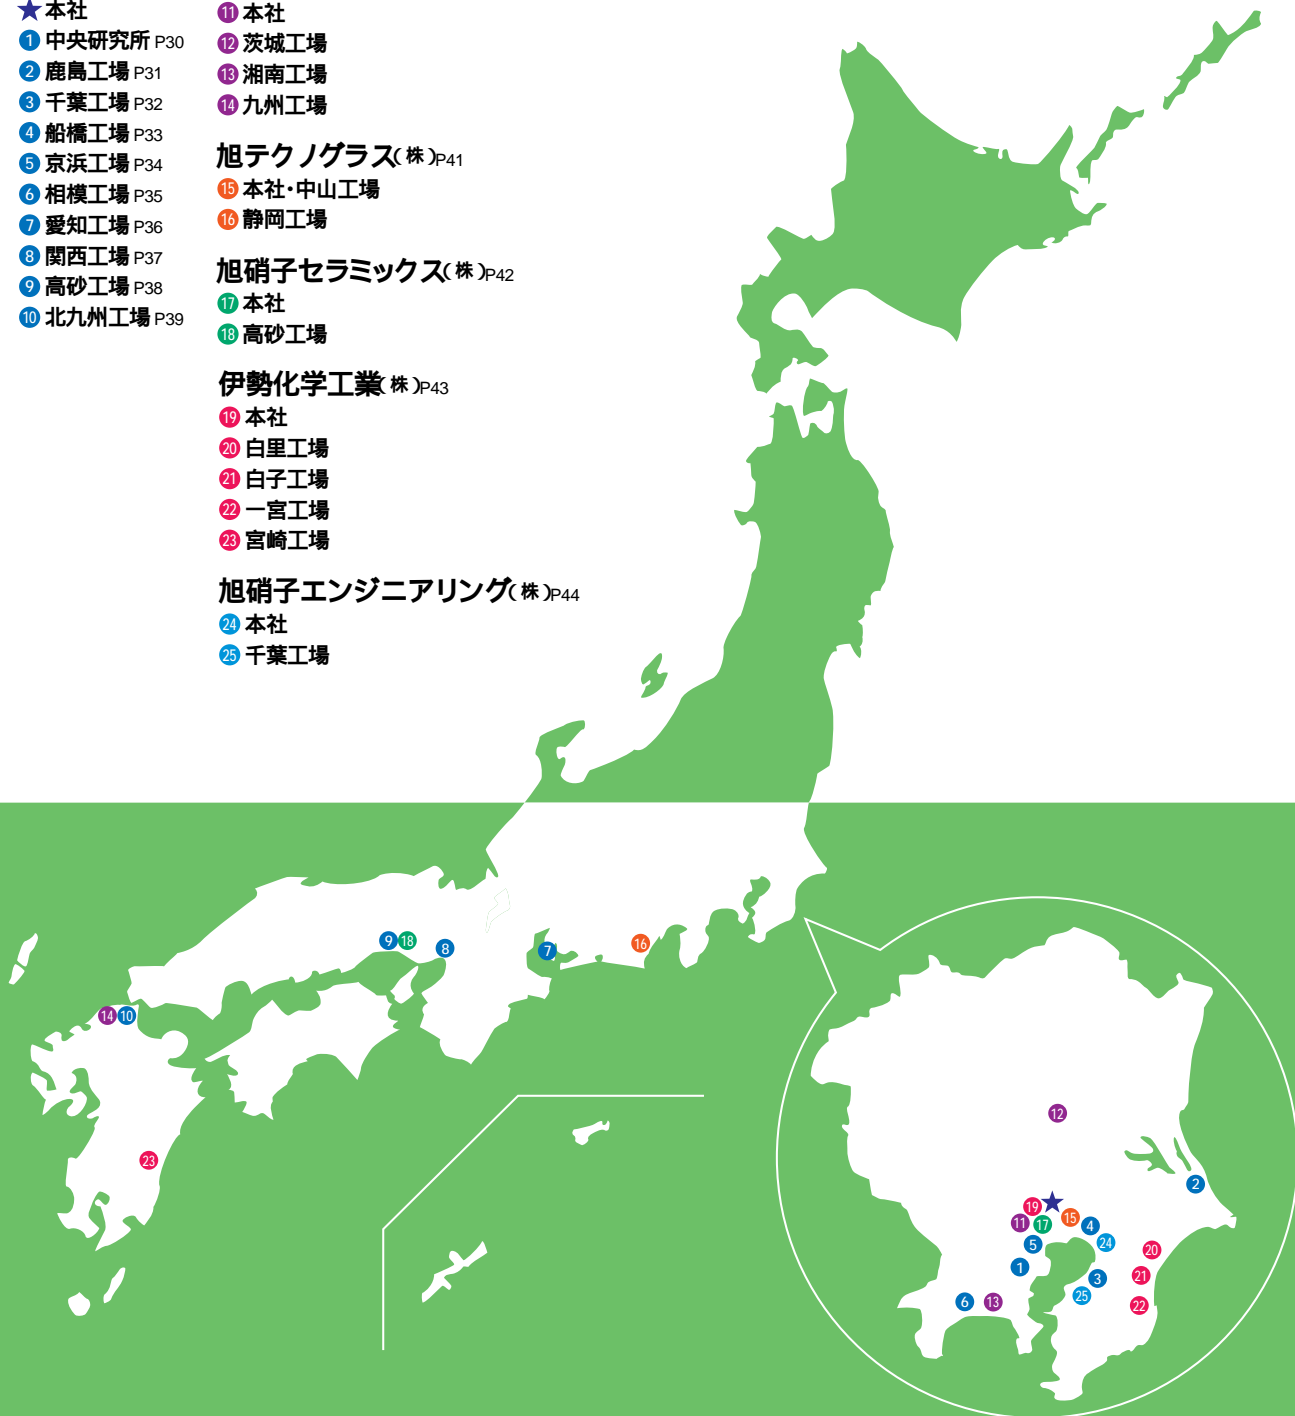 ★本社
1 中央研究所 P30
2 鹿島工場 P31
3 千葉工場 P32
4 船橋工場 P33
5 京浜工場 P34
6 相模工場 P35
7 愛知工場 P36
8 関西工場 P37
9 高砂工場 P38
10 北九州工場 P39
11 本社
12 茨城工場
13 湘南工場
14 九州工場
旭テクノグラス(株)P41
15 本社・中山工場
16 静岡工場
旭硝子セラミックス(株)P42
17 本社
18 高砂工場
伊勢化学工業(株)P43
19 本社
20 白里工場
21 白子工場
22 一宮工場
23 宮崎工場
旭硝子エンジニアリング(株)P44
24 本社
25 千葉工場
9 18
8
7
16
14 10
23
12
2
19 ★
11 17 15 4
5 24 20
1 3 21
6 13 25 22